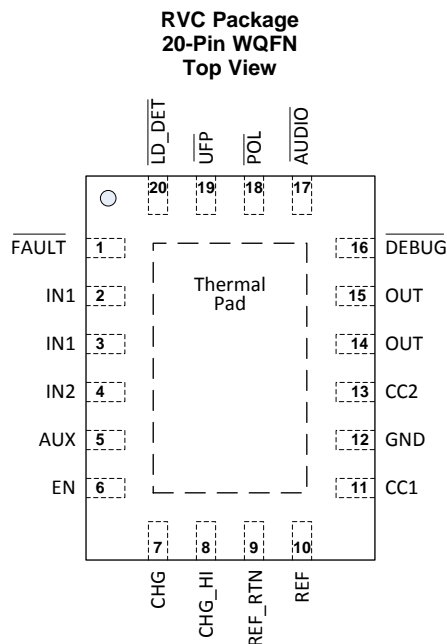 RVC Package
20-Pin WQFN
Top View
LD_DET
UFP
POL
AUDIO
20
19
18
17
FAULT 1
16 DEBUG
IN1 2
Thermal
Pad
15 OUT
IN1 3
14 OUT
IN2 4
13 CC2
AUX 5
12 GND
EN 6
11 CC1
7
8
9
10
CHG
CHG_HI
REF_RTN
REF